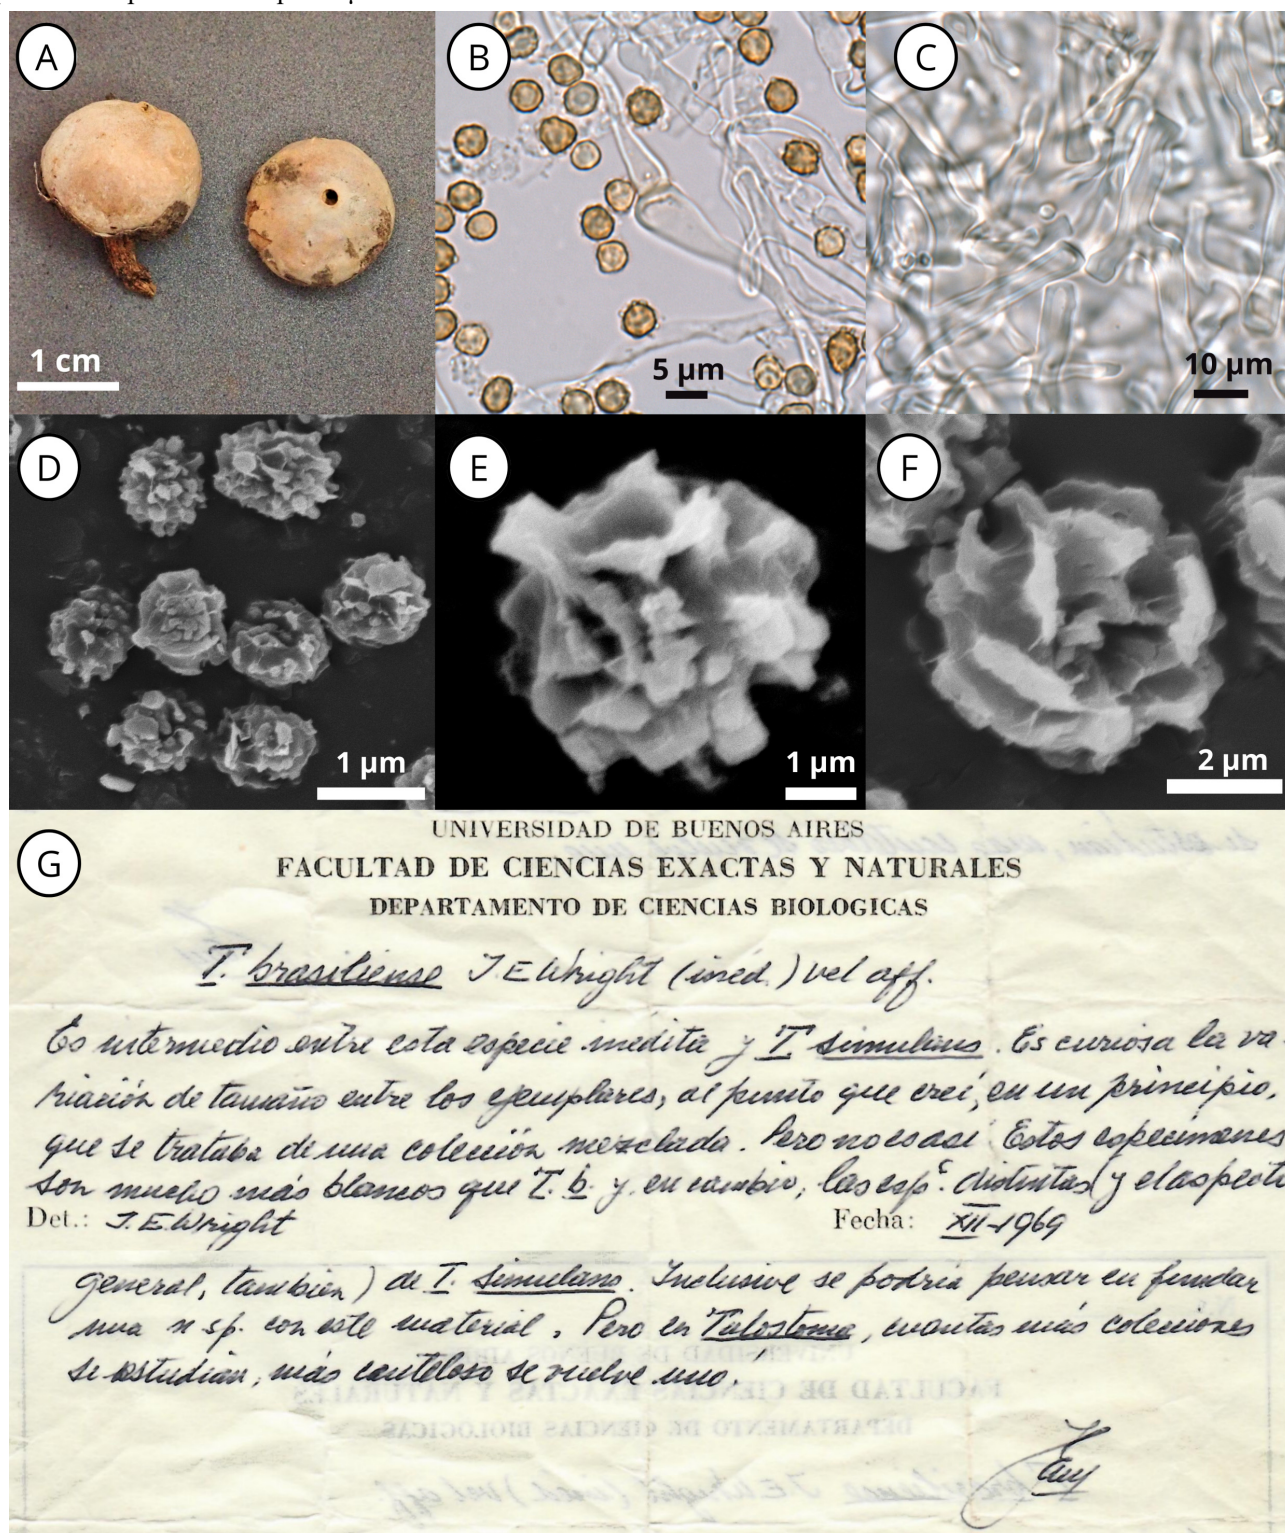 A
B
C
1 cm
5 µm
10 µm
D
E
F
1 µm
1 µm
2 µm
G
UNIVERSIDAD DE BUENOS AIRES
FACULTAD DE CIENCIAS EXACTAS Y NATURALES
DEPARTAMENTO DE CIENCIAS BIOLOGICAS
T. brasiliense J.E Wright (ined.) vel aff.
Es intermedio entre esta especie inedita y T. simulans. Es curiosa la va-
riación de tamaño entre los ejemplares, al punto que creí, en un principio,
que se trataba de una colección mezclada. Pero no es así. Estos especimenes
son mucho más blancos que T. b. y, en cambio, las esp. distintas (y el aspecto
Det.: J.E. Wright
Fecha: XII-1969
general, tambien) de T. simulans. Inclusive se podría pensar en fundar
una n sp. con este material. Pero en Tulostoma, cuantas más colecciones
se estudian, más cauteloso se vuelve uno.